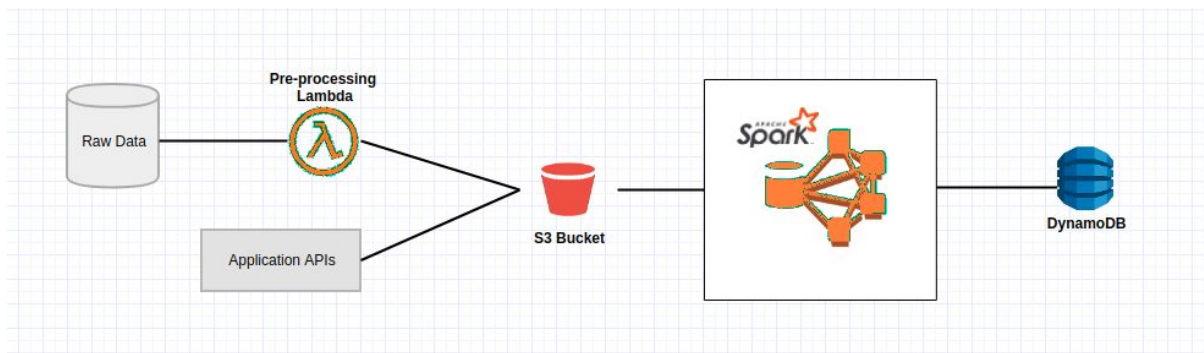 Pre-processing
Lambda
Raw Data
Application APIs
S3 Bucket
APACHE
Spark
DynamoDB